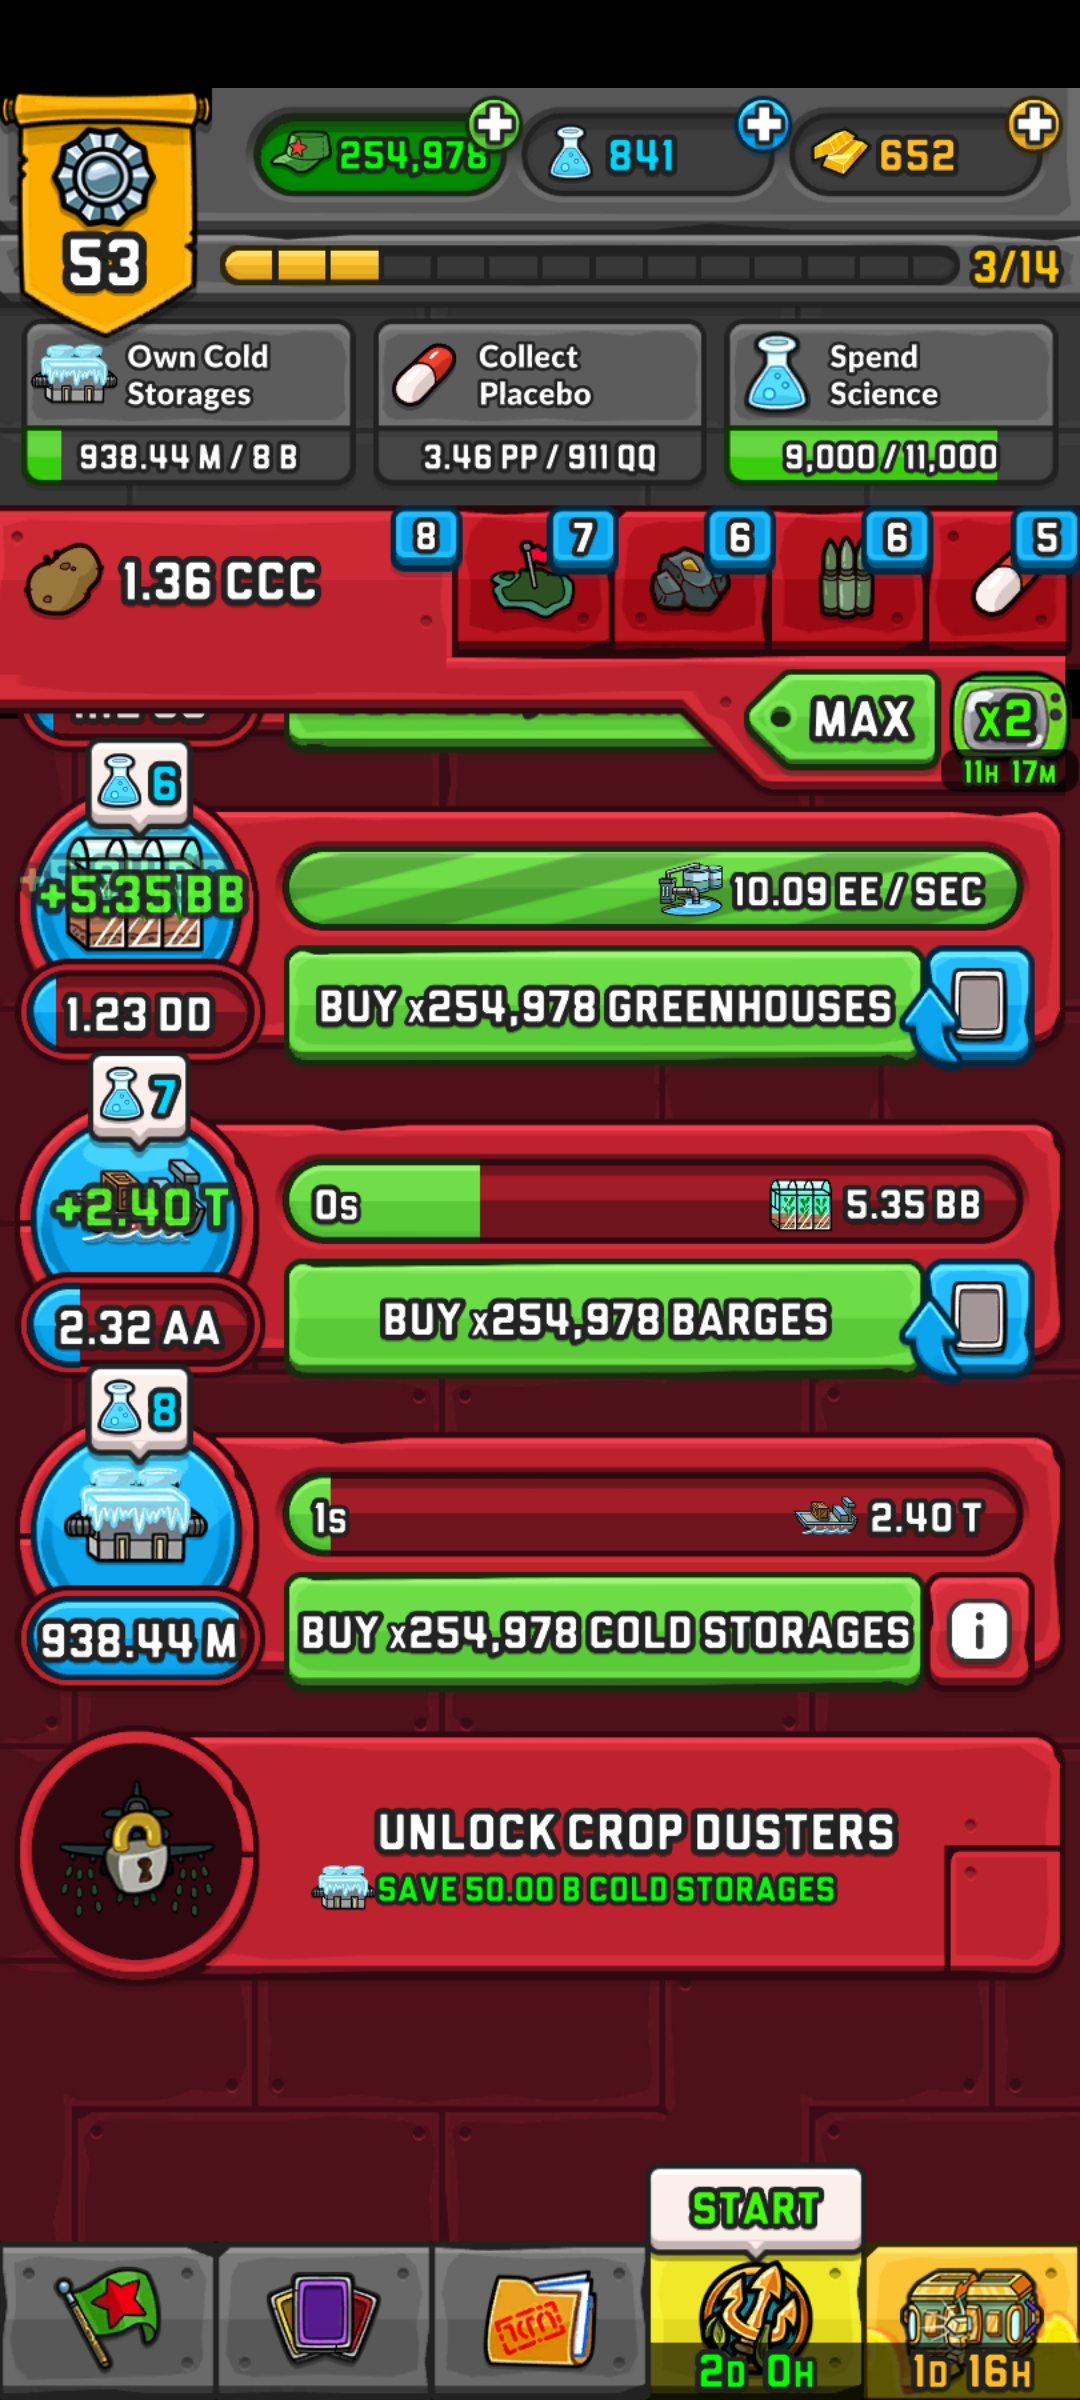 254,978
841
652
53
3/14
Own Cold
Storages
938.44 M / 8 B
Collect
Placebo
3.46 PP / 911 QQ
Spend
Science
9,000 / 11,000
1.36 CCC
8
7
6
6
5
MAX
x2
11H 17M
6
+5.35 BB
10.09 EE / SEC
1.23 DD
BUY x254,978 GREENHOUSES
7
+2.40 T
0s
5.35 BB
2.32 AA
BUY x254,978 BARGES
8
1s
2.40 T
938.44 M
BUY x254,978 COLD STORAGES
i
UNLOCK CROP DUSTERS
SAVE 50.00 B COLD STORAGES
START
2D 0H
1D 16H